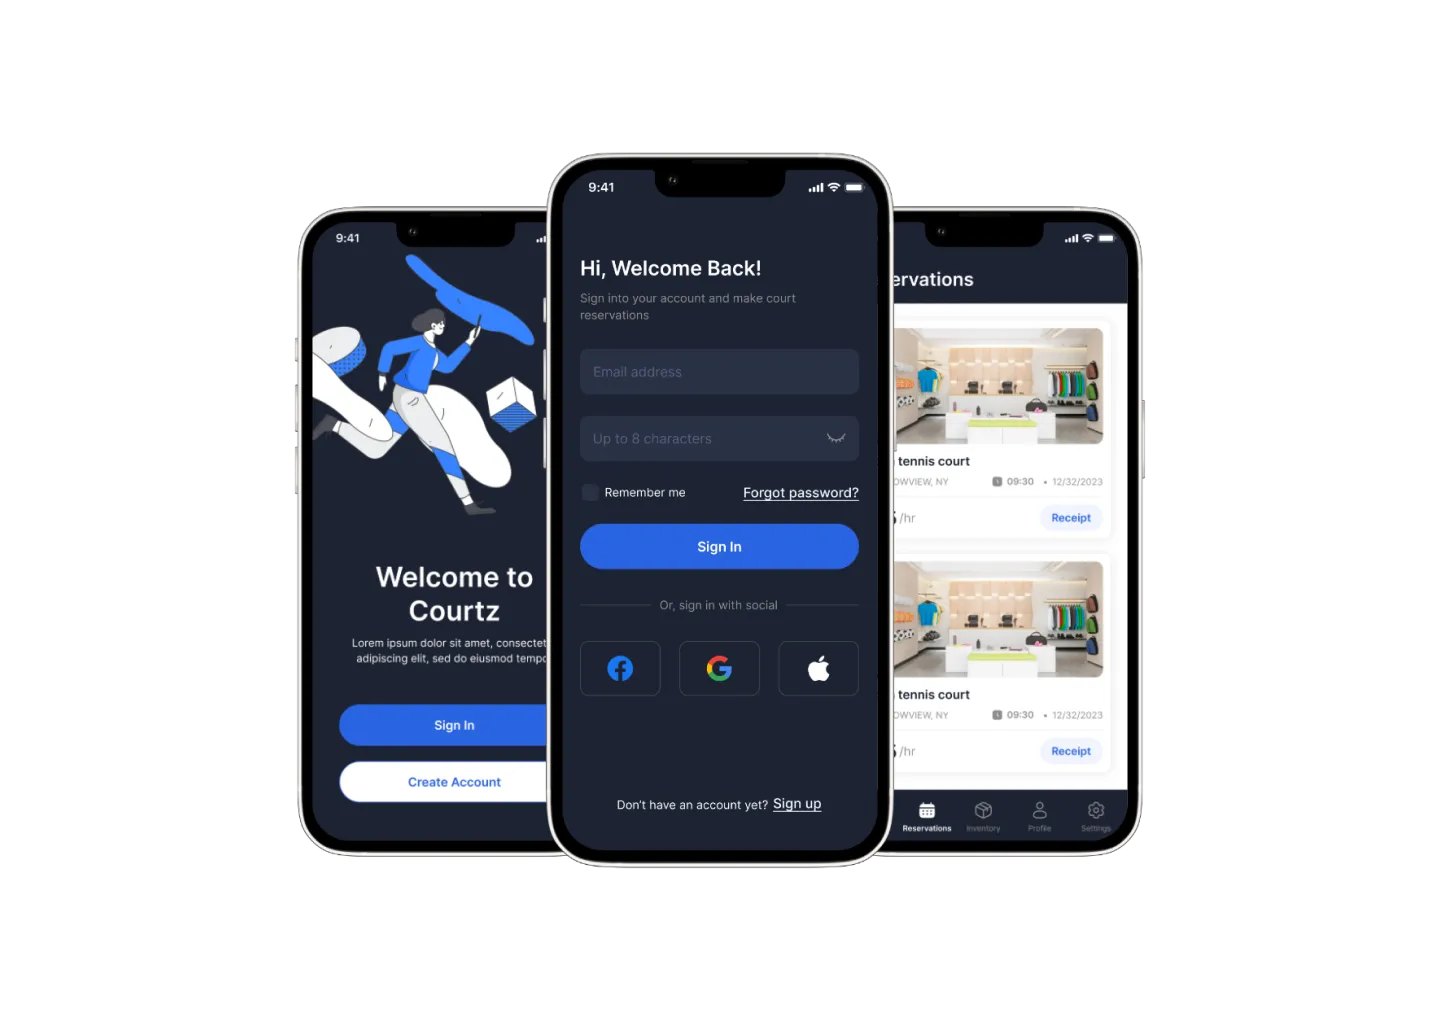 9:41
Welcome to
Courtz
Lorem ipsum dolor sit amet, consectet
adipiscing elit, sed do eiusmod tempo
Sign In
Create Account
9:41
Hi, Welcome Back!
Sign into your account and make court
reservations
Email address
Up to 8 characters
Remember me Forgot password?
Sign In
Or, sign in with social
Don't have an account yet? Sign up
ervations
tennis court
OWVIEW, NY 09:30 • 12/32/2023
/hr Receipt
tennis court
OWVIEW, NY 09:30 • 12/32/2023
/hr Receipt
Reservations Inventory Profile Settings